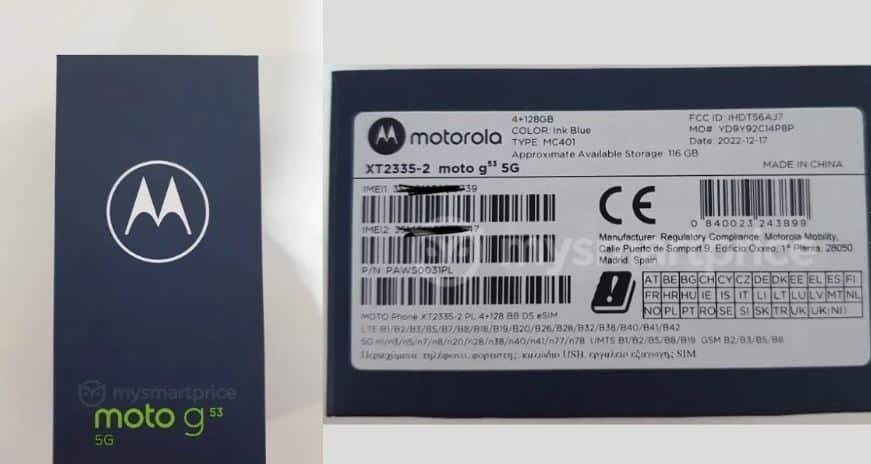 mysmartprice
moto g 53
5G
motorola
4+128GB
COLOR: Ink Blue
TYPE: MC401
Approximate Available Storage: 116 GB
FCC ID: IHDT56AJ7
MO# YD9Y92C14P8P
Date: 2022-12-17
XT2335-2 moto g⁵³ 5G
MADE IN CHINA
IMEI1 39
IMEI2 47
P/N: PAWS0031PL
CE
0 840023 243899
Manufacturer: Regulatory Compliance, Motorola Mobility,
Calle Puerto de Somport 9, Edificio Oxxeo, 1ª Planta, 28050
Madrid, Spain
mysmartprice
AT BE BG CH CY CZ DE DK EE EL ES FI
FR HR HU IE IS IT LI LT LU LV MT NL
NO PL PT RO SE SI SK TR UK UK(NI)
MOTO Phone XT2335-2 PL 4+128 BB DS eSIM
LTE B1/B2/B3/B5/B7/B8/B18/B19/B20/B26/B28/B32/B38/B40/B41/B42
5G n1/n3/n5/n7/n8/n20/n28/n38/n40/n41/n77/n78 UMTS B1/B2/B5/B8/B19 GSM B2/B3/B5/B8
Περιεχόμενα: τηλέφωνο, φορτιστής, καλώδιο USB, εργαλείο εξαγωγής SIM.